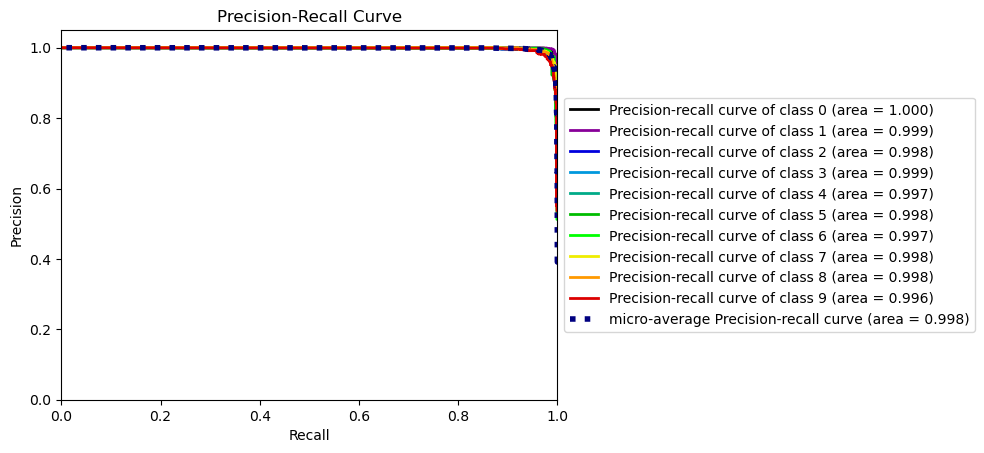 Precision-Recall Curve
1.0
0.8
0.6
0.4
0.2
0.0
Precision
0.0 0.2 0.4 0.6 0.8 1.0
Recall
Precision-recall curve of class 0 (area = 1.000)
Precision-recall curve of class 1 (area = 0.999)
Precision-recall curve of class 2 (area = 0.998)
Precision-recall curve of class 3 (area = 0.999)
Precision-recall curve of class 4 (area = 0.997)
Precision-recall curve of class 5 (area = 0.998)
Precision-recall curve of class 6 (area = 0.997)
Precision-recall curve of class 7 (area = 0.998)
Precision-recall curve of class 8 (area = 0.998)
Precision-recall curve of class 9 (area = 0.996)
micro-average Precision-recall curve (area = 0.998)